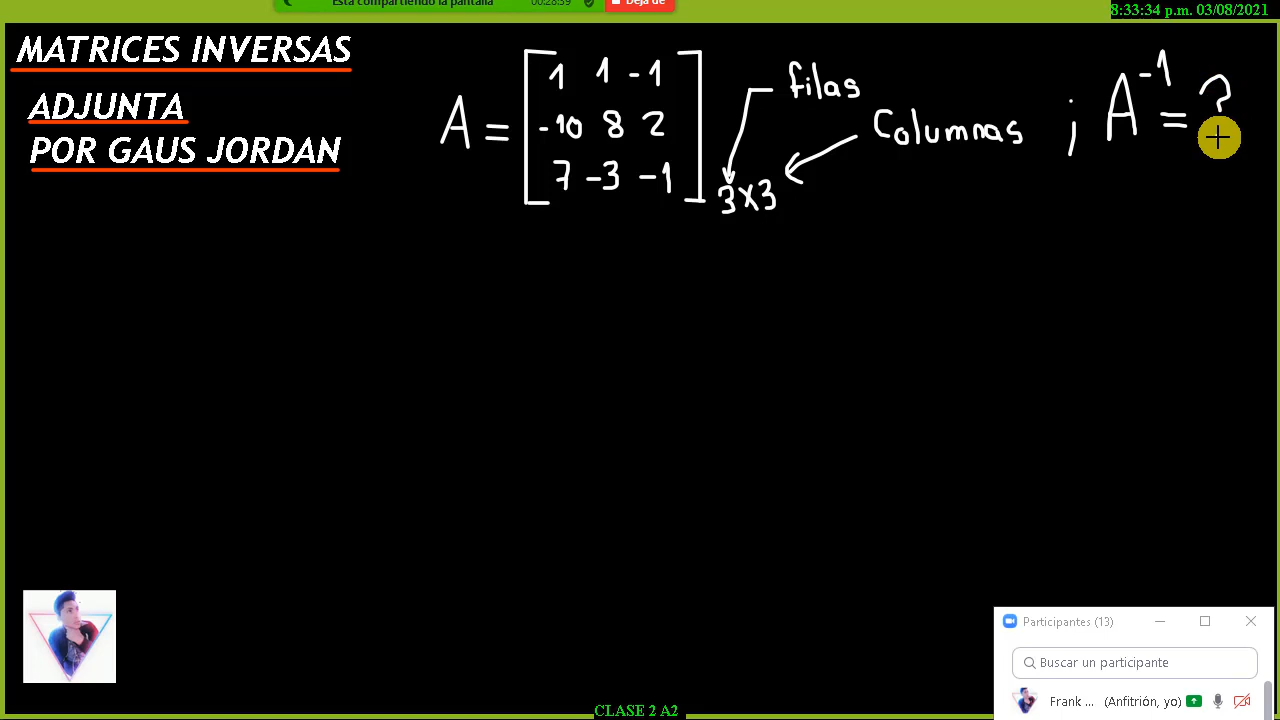 Está compartiendo la pantalla 00:28:59 Deja de
8:33:34 p.m. 03/08/2021
MATRICES INVERSAS
ADJUNTA
POR GAUS JORDAN
A = [ 1 1 -1
-10 8 2
7 -3 -1 ] 3x3
filas
Columnas
; A-1 = ?
Participantes (13)
Buscar un participante
Frank ... (Anfitrión, yo)
CLASE 2 A2